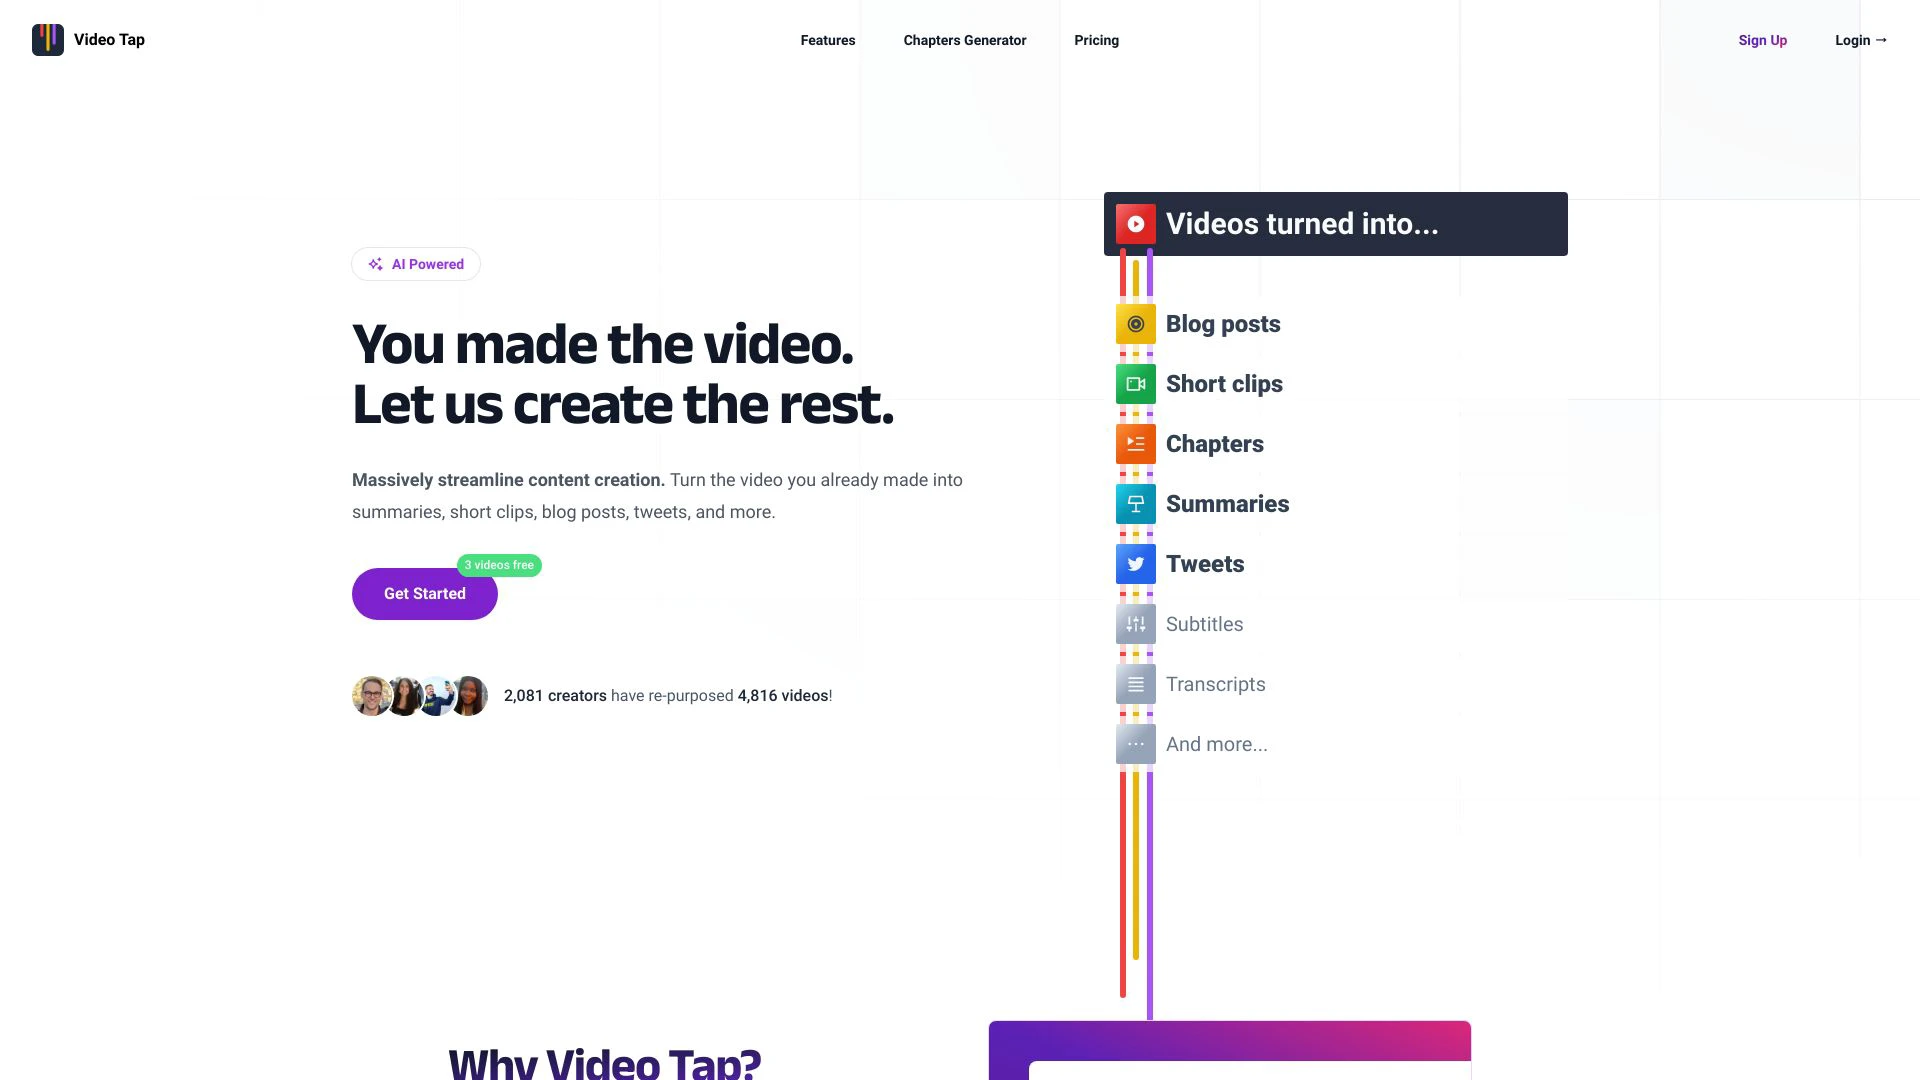 Video Tap
Features
Chapters Generator
Pricing
Sign Up
Login →
AI Powered
You made the video.
Let us create the rest.
Massively streamline content creation. Turn the video you already made into
summaries, short clips, blog posts, tweets, and more.
3 videos free
Get Started
2,081 creators have re-purposed 4,816 videos!
Videos turned into...
Blog posts
Short clips
Chapters
Summaries
Tweets
Subtitles
Transcripts
And more...
Why Video Tap?